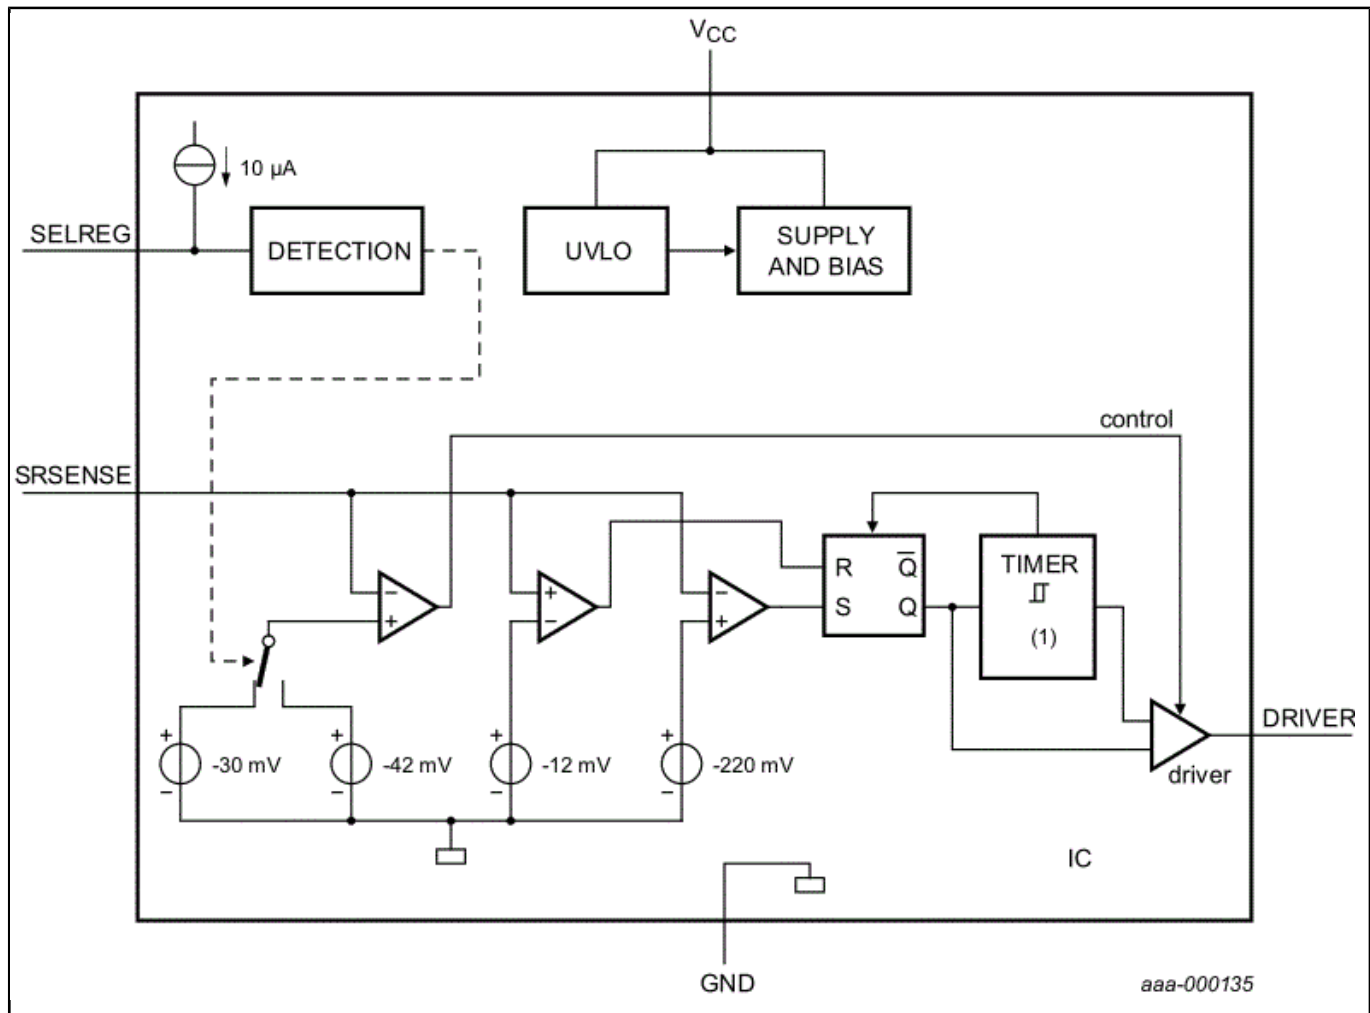 VCC
10 µA
SELREG
DETECTION
UVLO
SUPPLY
AND BIAS
control
SRSENSE
R Q̅
S Q
TIMER
(1)
− + + − − +
+ -30 mV −
+ -42 mV −
+ -12 mV −
+ -220 mV −
DRIVER
driver
IC
GND
aaa-000135